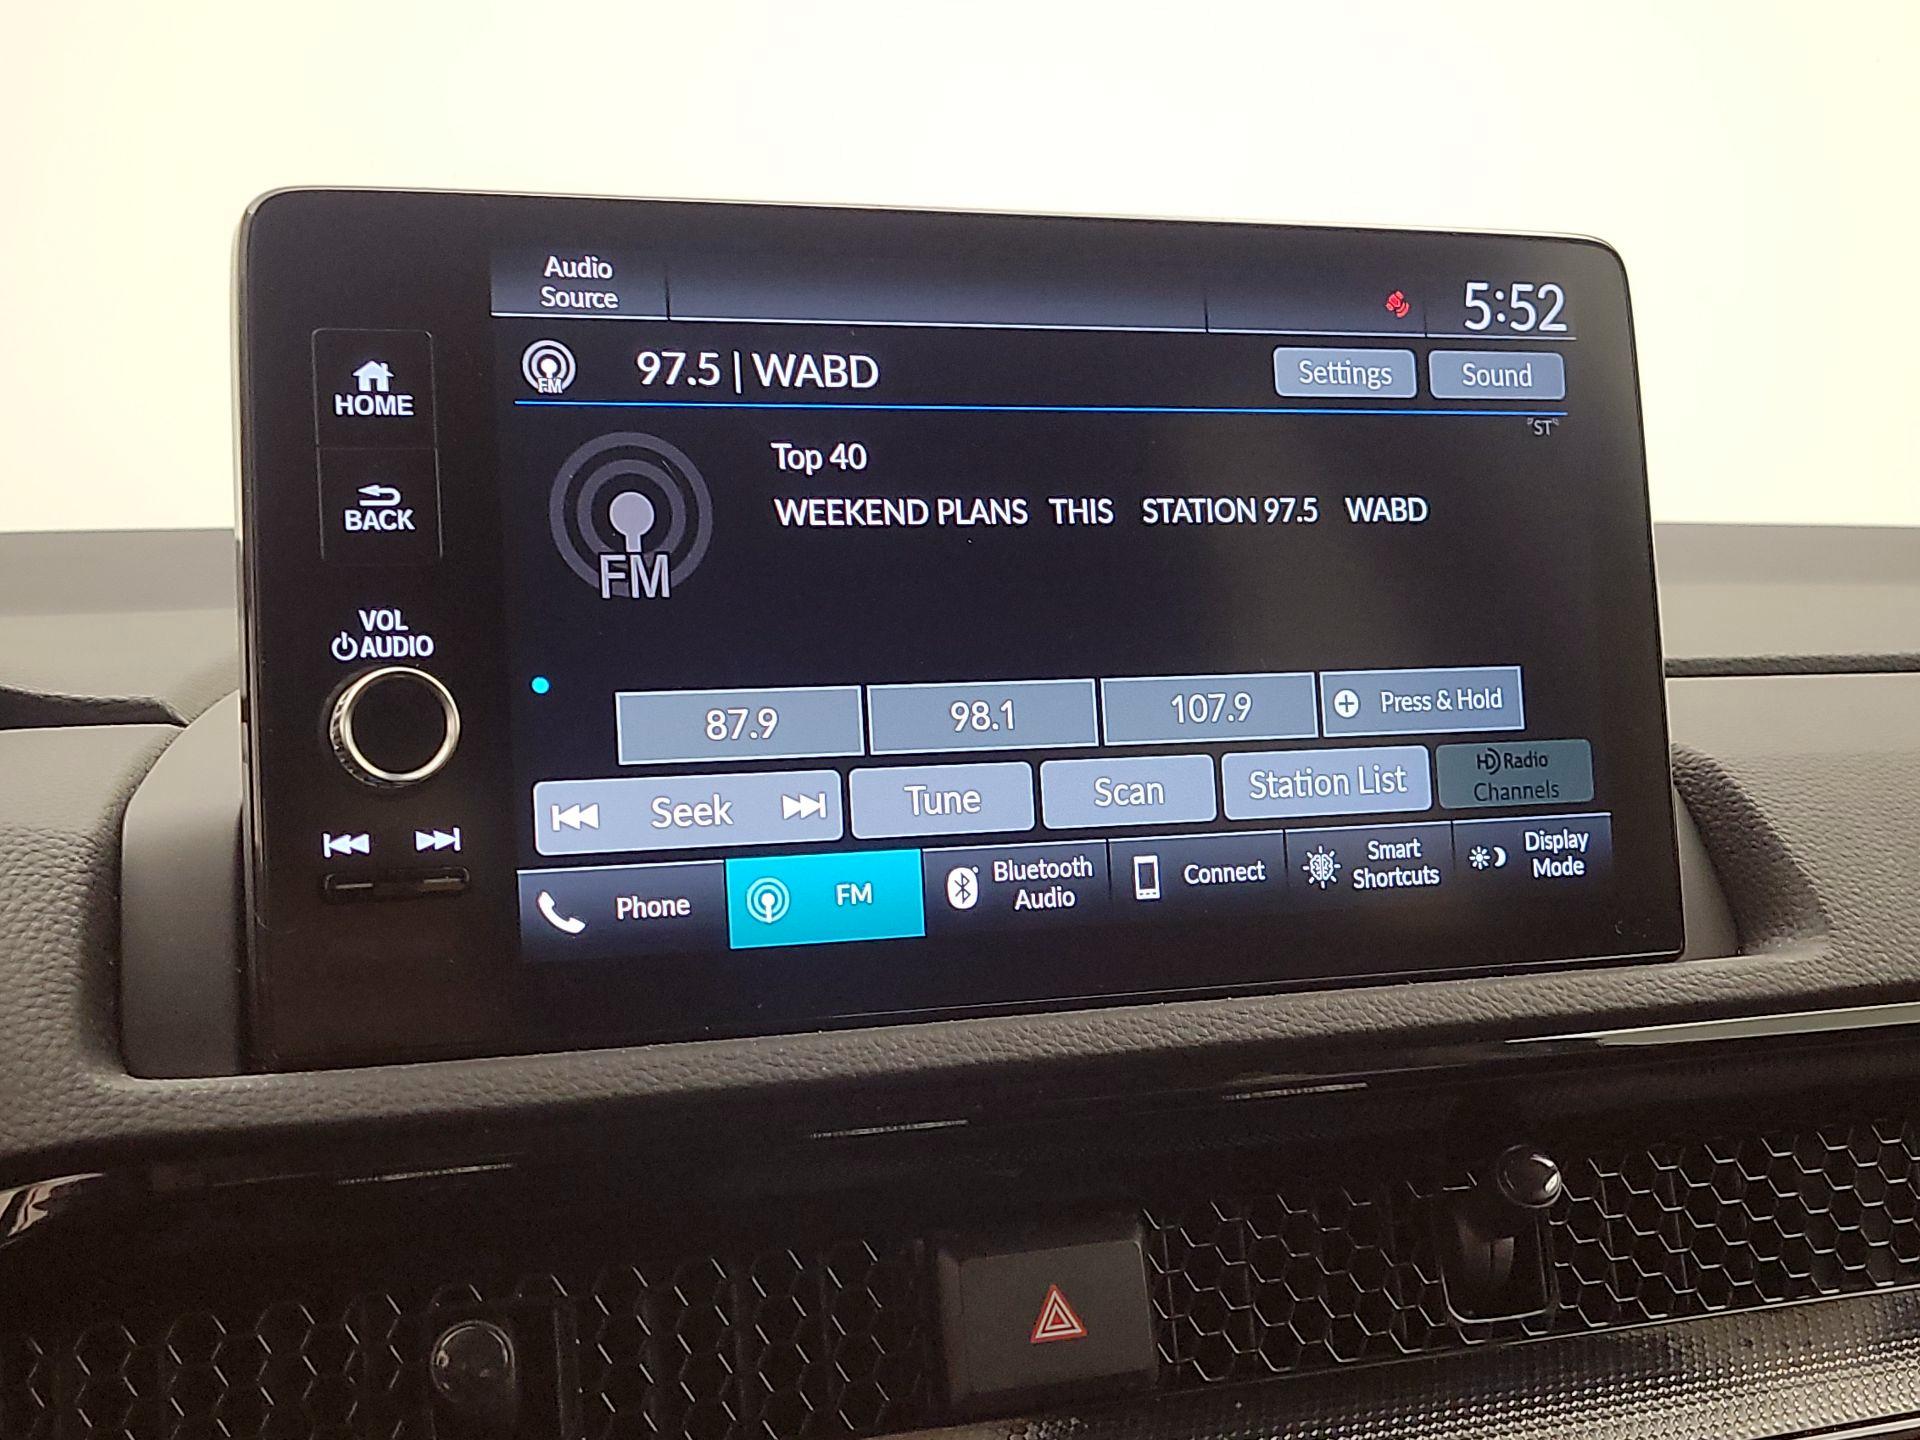 Audio
Source
5:52
HOME
BACK
VOL
AUDIO
FM
97.5 | WABD
Settings
Sound
ST
Top 40
WEEKEND PLANS THIS STATION 97.5 WABD
FM
87.9
98.1
107.9
Press & Hold
Seek
Tune
Scan
Station List
HD Radio
Channels
Phone
FM
Bluetooth
Audio
Connect
Smart
Shortcuts
Display
Mode